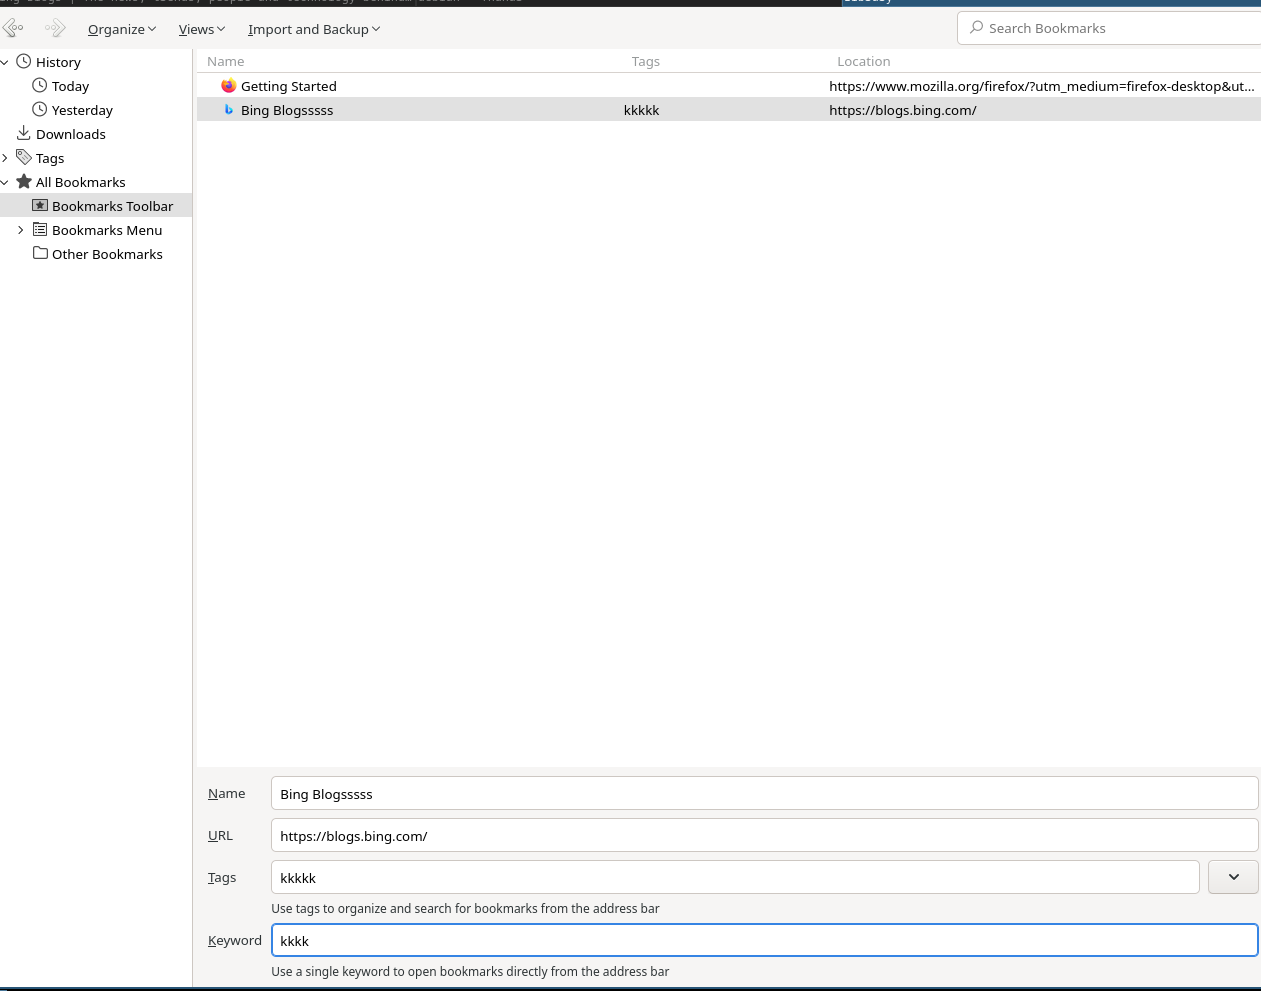 Organize Views Import and Backup Search Bookmarks
History
Today
Yesterday
Downloads
Tags
All Bookmarks
Bookmarks Toolbar
Bookmarks Menu
Other Bookmarks
Name Tags Location
Getting Started https://www.mozilla.org/firefox/?utm_medium=firefox-desktop&ut...
Bing Blogsssss kkkkk https://blogs.bing.com/
Name Bing Blogsssss
URL https://blogs.bing.com/
Tags kkkkk
Use tags to organize and search for bookmarks from the address bar
Keyword kkkk
Use a single keyword to open bookmarks directly from the address bar